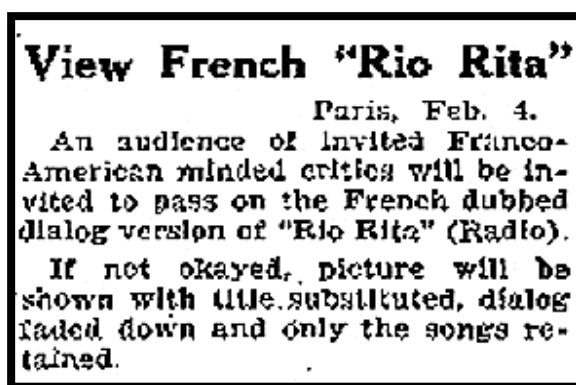 View French "Rio Rita"
Paris, Feb. 4.
An audience of invited Franco-
American minded critics will be in-
vited to pass on the French dubbed
dialog version of "Rio Rita" (Radio).
If not okayed, picture will be
shown with title substituted, dialog
faded down and only the songs re-
tained.